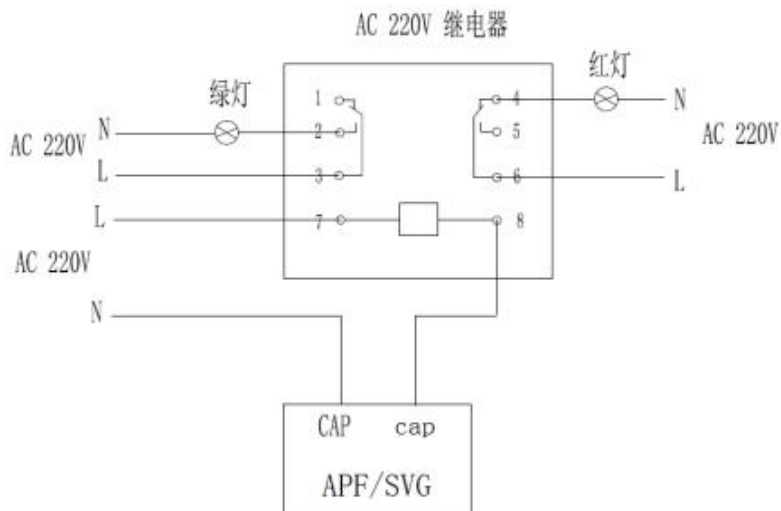 AC 220V 继电器
绿灯
红灯
1
4
N
N
2
5
AC 220V
AC 220V
L
3
6
L
L
7
8
AC 220V
N
CAP cap
APF/SVG